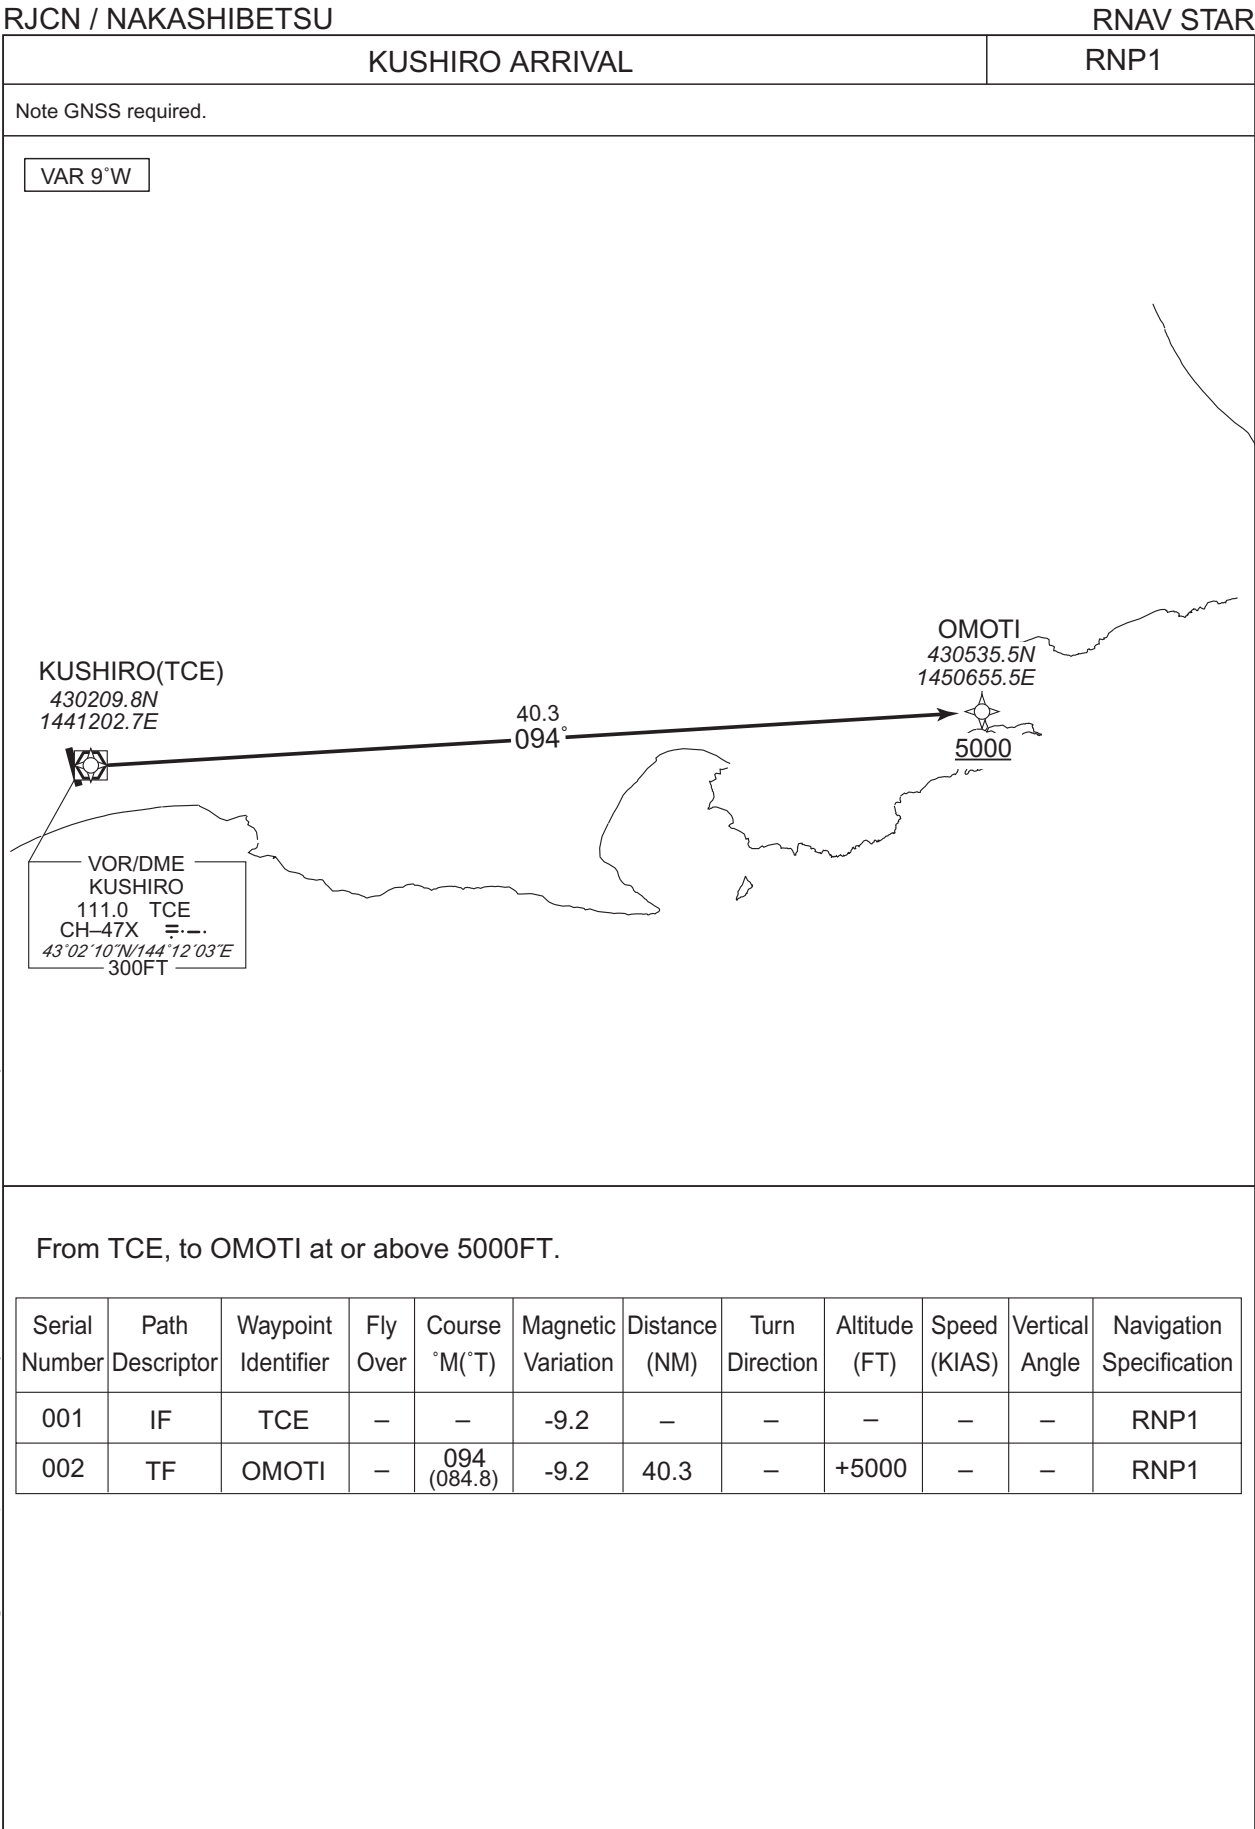 RJCN / NAKASHIBETSU RNAV STAR
KUSHIRO ARRIVAL RNP1
Note GNSS required.
VAR 9˚W
OMOTI
430535.5N
1450655.5E
5000
KUSHIRO(TCE)
430209.8N
1441202.7E
40.3
094˚
VOR/DME
KUSHIRO
111.0 TCE
CH–47X
43˚02´10˝N/144˚12´03˝E
300FT
From TCE, to OMOTI at or above 5000FT.
Serial Number Path Descriptor Waypoint Identifier Fly Over Course ˚M(˚T) Magnetic Variation Distance (NM) Turn Direction Altitude (FT) Speed (KIAS) Vertical Angle Navigation Specification
001 IF TCE – – -9.2 – – – – – RNP1
002 TF OMOTI – 094 (084.8) -9.2 40.3 – +5000 – – RNP1